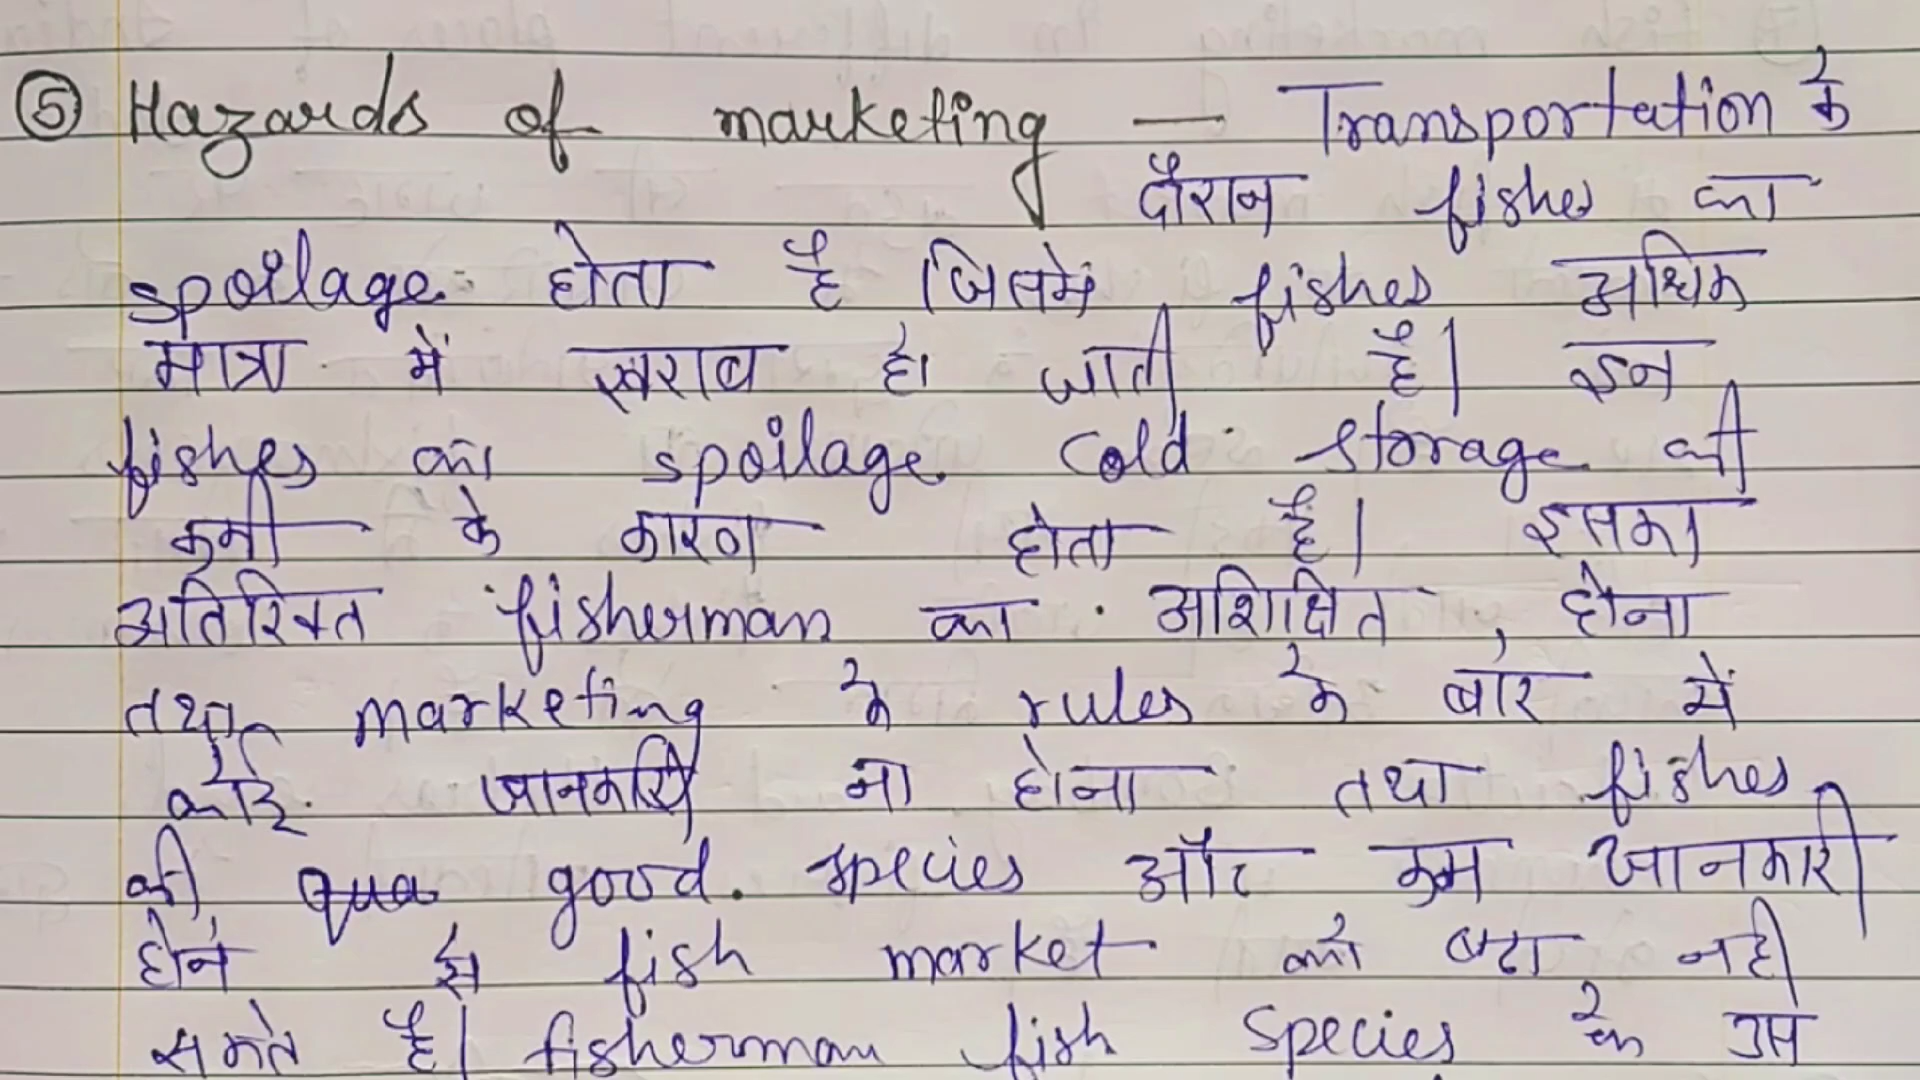 ⑤ Hazards of marketing — Transportation के
दौरान fishes का
spoilage होता है जिसमें fishes अधिक
मात्रा में खराब हो जाती है। इन
fishes का spoilage cold storage की
कमी के कारण होता है। इसका
अतिरिक्त fisherman का अशिक्षित, होना
तथा marketing के rules के बारे में
कोई जानकारी ना होना तथा fishes
की qua good species और कम जानकारी
होने से fish market को बढा नही
सकते है। fisherman fish species के उस